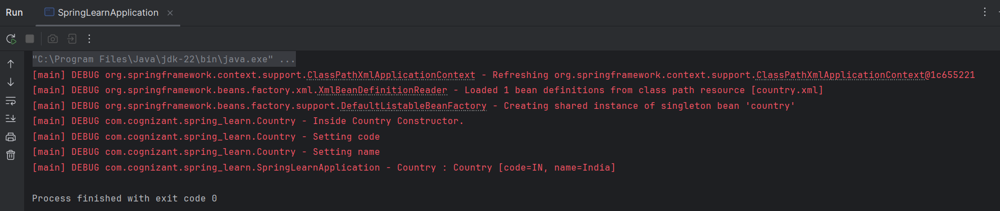 Run SpringLearnApplication
"C:\Program Files\Java\jdk-22\bin\java.exe" ...
[main] DEBUG org.springframework.context.support.ClassPathXmlApplicationContext - Refreshing org.springframework.context.support.ClassPathXmlApplicationContext@1c655221
[main] DEBUG org.springframework.beans.factory.xml.XmlBeanDefinitionReader - Loaded 1 bean definitions from class path resource [country.xml]
[main] DEBUG org.springframework.beans.factory.support.DefaultListableBeanFactory - Creating shared instance of singleton bean 'country'
[main] DEBUG com.cognizant.spring_learn.Country - Inside Country Constructor.
[main] DEBUG com.cognizant.spring_learn.Country - Setting code
[main] DEBUG com.cognizant.spring_learn.Country - Setting name
[main] DEBUG com.cognizant.spring_learn.SpringLearnApplication - Country : Country [code=IN, name=India]
Process finished with exit code 0